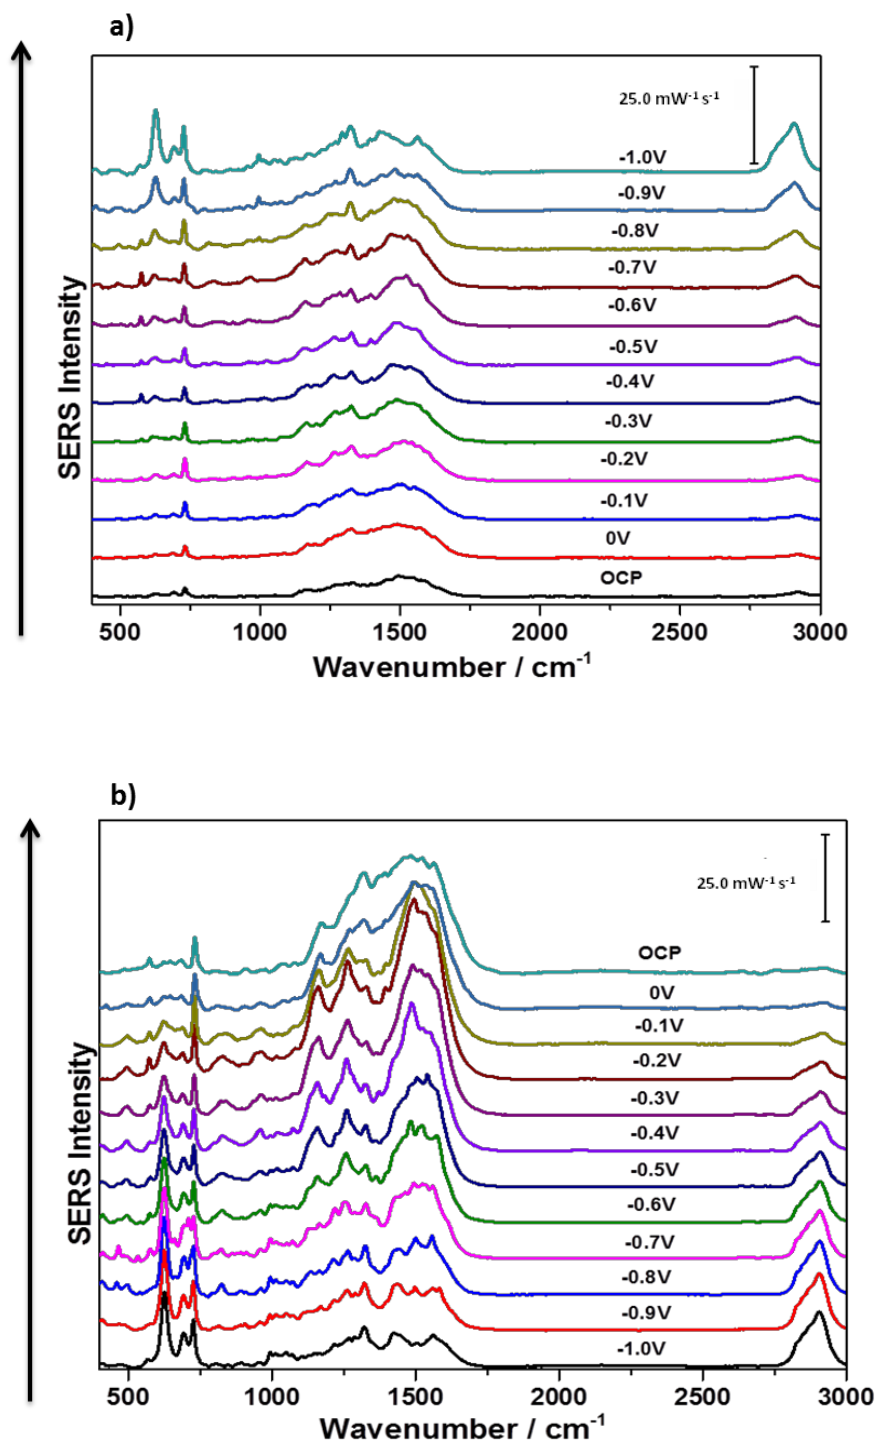 a)
25.0 mW-1 s-1
-1.0V
-0.9V
-0.8V
-0.7V
-0.6V
-0.5V
-0.4V
-0.3V
-0.2V
-0.1V
0V
OCP
SERS Intensity
500 1000 1500 2000 2500 3000
Wavenumber / cm-1
b)
25.0 mW-1 s-1
OCP
0V
-0.1V
-0.2V
-0.3V
-0.4V
-0.5V
-0.6V
-0.7V
-0.8V
-0.9V
-1.0V
SERS Intensity
500 1000 1500 2000 2500 3000
Wavenumber / cm-1